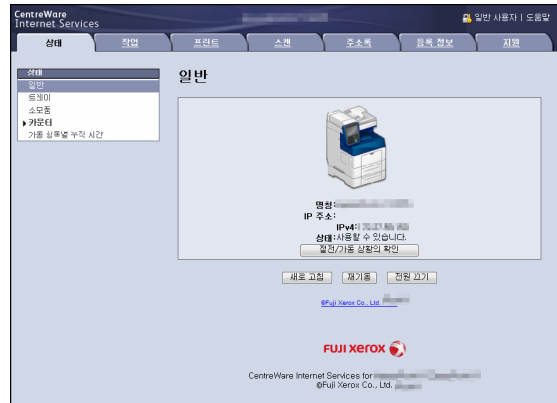 CentreWare
Internet Services
일반 사용자 | 도움말
상태 작업 프린트 스캔 주소록 등록 정보 지원
상태
일반
트레이
소모품
카운터
가동 항목별 누적 시간
일반
명칭:
IP 주소:
IPv4:
상태:사용할 수 있습니다.
절전/가동 상황의 확인
새로 고침 재기동 전원 끄기
©Fuji Xerox Co., Ltd.
FUJI XEROX
CentreWare Internet Services for
©Fuji Xerox Co., Ltd.